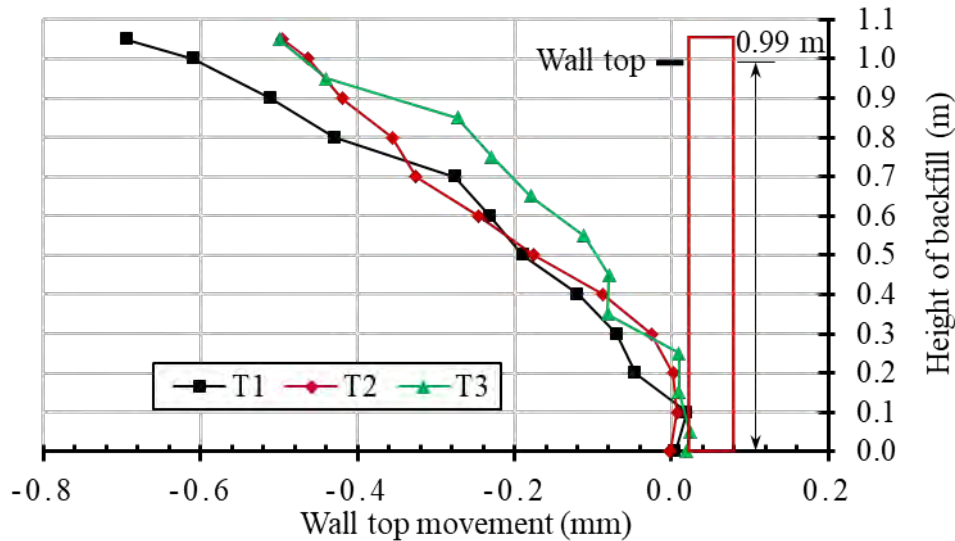 1.1
Wall top
0.99 m
1.0
0.9
0.8
0.7
0.6
0.5
0.4
0.3
0.2
0.1
0.0
Height of backfill (m)
T1 T2 T3
-0.8 -0.6 -0.4 -0.2 0.0 0.2
Wall top movement (mm)